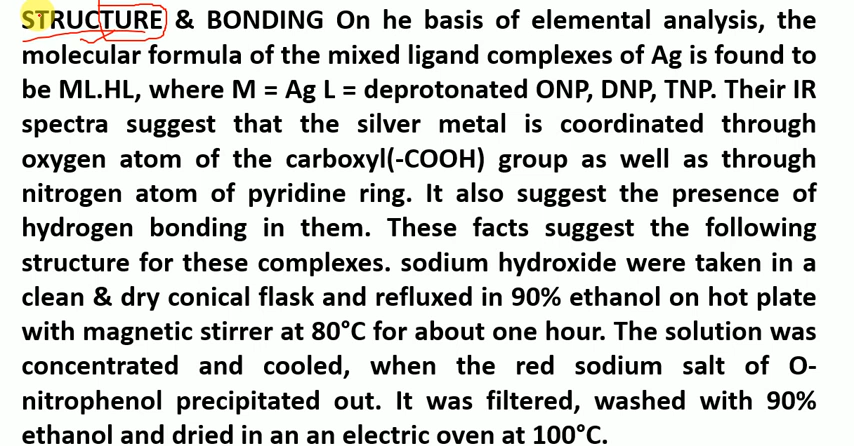 STRUCTURE & BONDING On he basis of elemental analysis, the
molecular formula of the mixed ligand complexes of Ag is found to
be ML.HL, where M = Ag L = deprotonated ONP, DNP, TNP. Their IR
spectra suggest that the silver metal is coordinated through
oxygen atom of the carboxyl(-COOH) group as well as through
nitrogen atom of pyridine ring. It also suggest the presence of
hydrogen bonding in them. These facts suggest the following
structure for these complexes. sodium hydroxide were taken in a
clean & dry conical flask and refluxed in 90% ethanol on hot plate
with magnetic stirrer at 80°C for about one hour. The solution was
concentrated and cooled, when the red sodium salt of O-
nitrophenol precipitated out. It was filtered, washed with 90%
ethanol and dried in an an electric oven at 100°C.